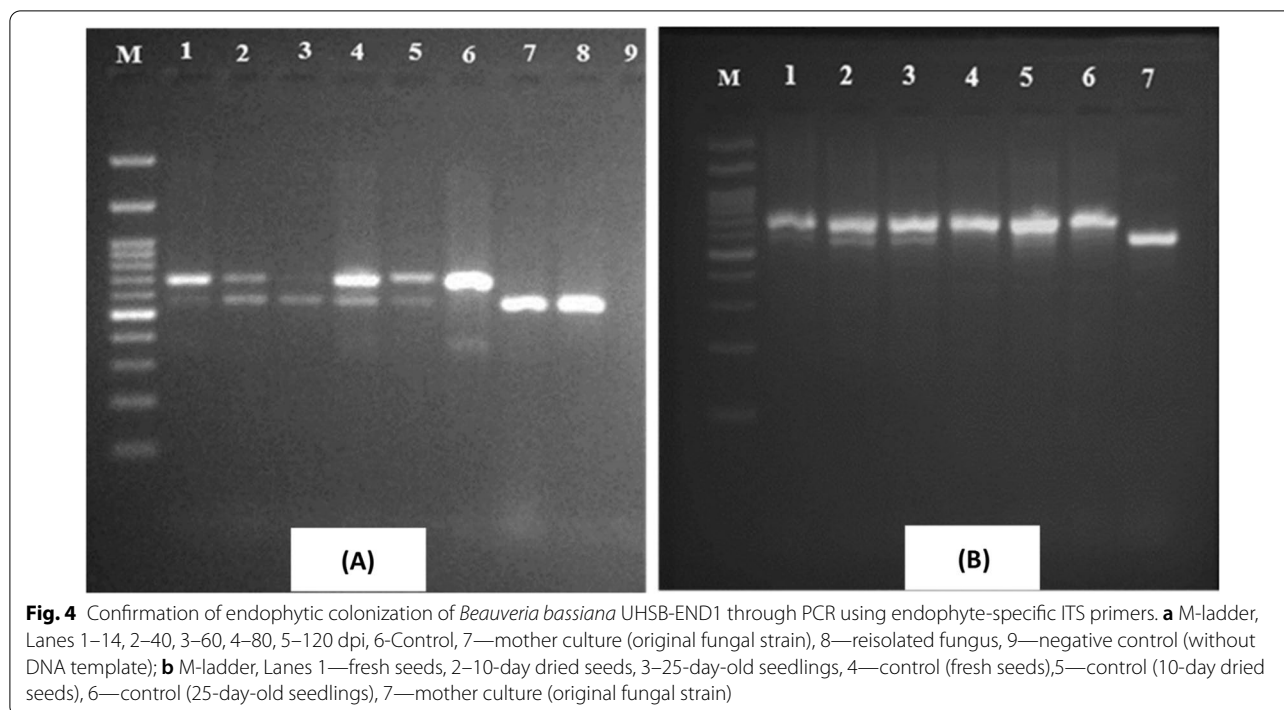 M 1 2 3 4 5 6 7 8 9
M 1 2 3 4 5 6 7
(A)
(B)
Fig. 4 Confirmation of endophytic colonization of Beauveria bassiana UHSB-END1 through PCR using endophyte-specific ITS primers. a M-ladder,
Lanes 1–14, 2–40, 3–60, 4–80, 5–120 dpi, 6-Control, 7—mother culture (original fungal strain), 8—reisolated fungus, 9—negative control (without
DNA template); b M-ladder, Lanes 1—fresh seeds, 2–10-day dried seeds, 3–25-day-old seedlings, 4—control (fresh seeds),5—control (10-day dried
seeds), 6—control (25-day-old seedlings), 7—mother culture (original fungal strain)